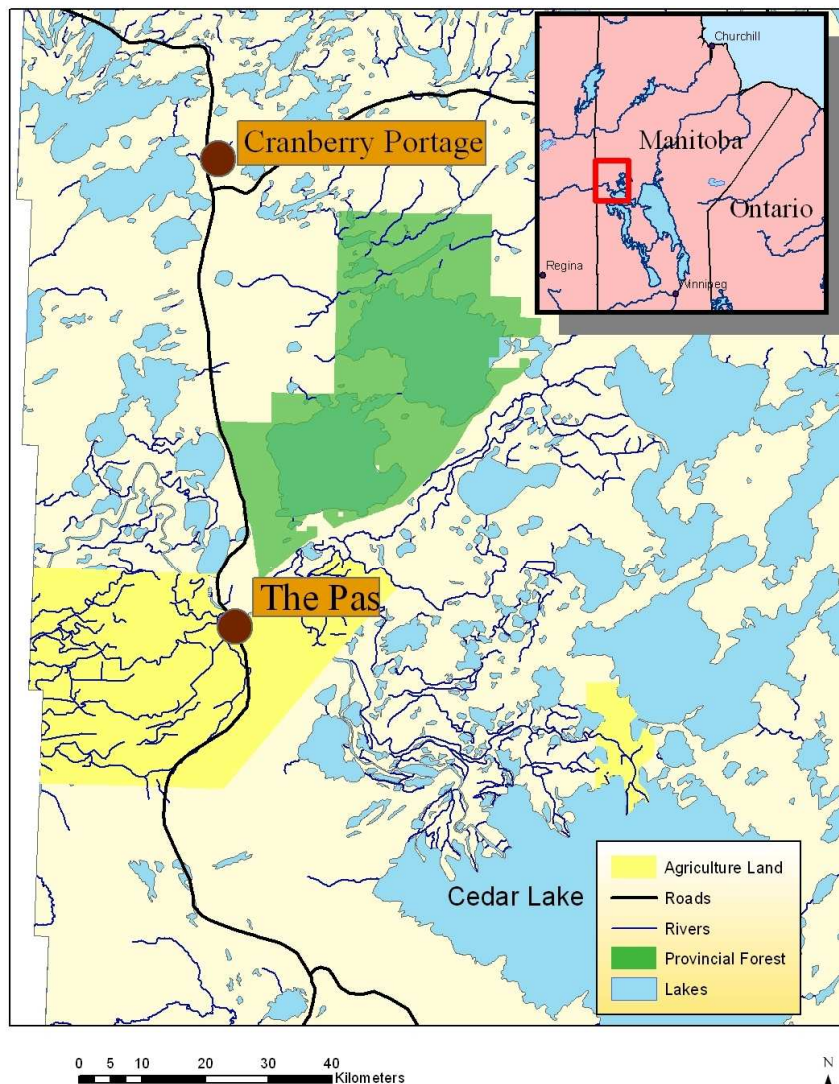 Churchill
Cranberry Portage
Manitoba
Ontario
Regina
Winnipeg
The Pas
Cedar Lake
Agriculture Land
Roads
Rivers
Provincial Forest
Lakes
0 5 10 20 30 40
Kilometers
N